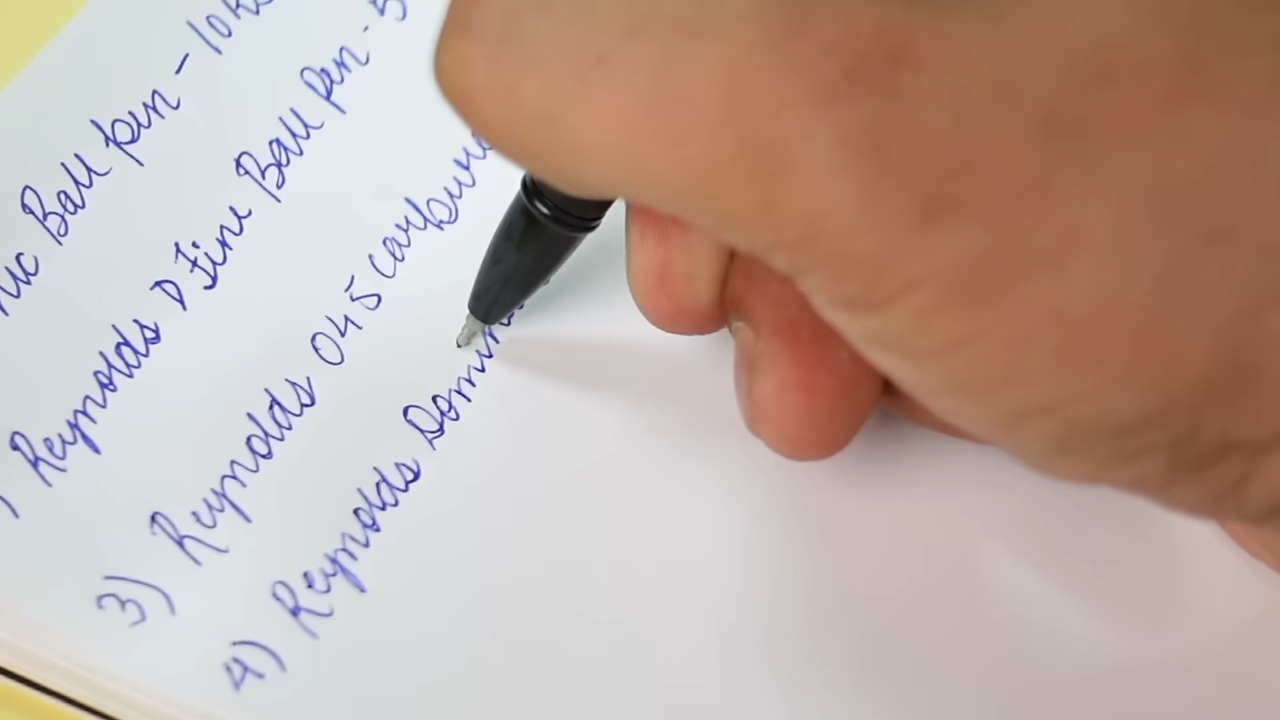 Ball pen - 10
Reynolds D Fine Ball pen - 5
3) Reynolds 045 carbure
4) Reynolds Domin